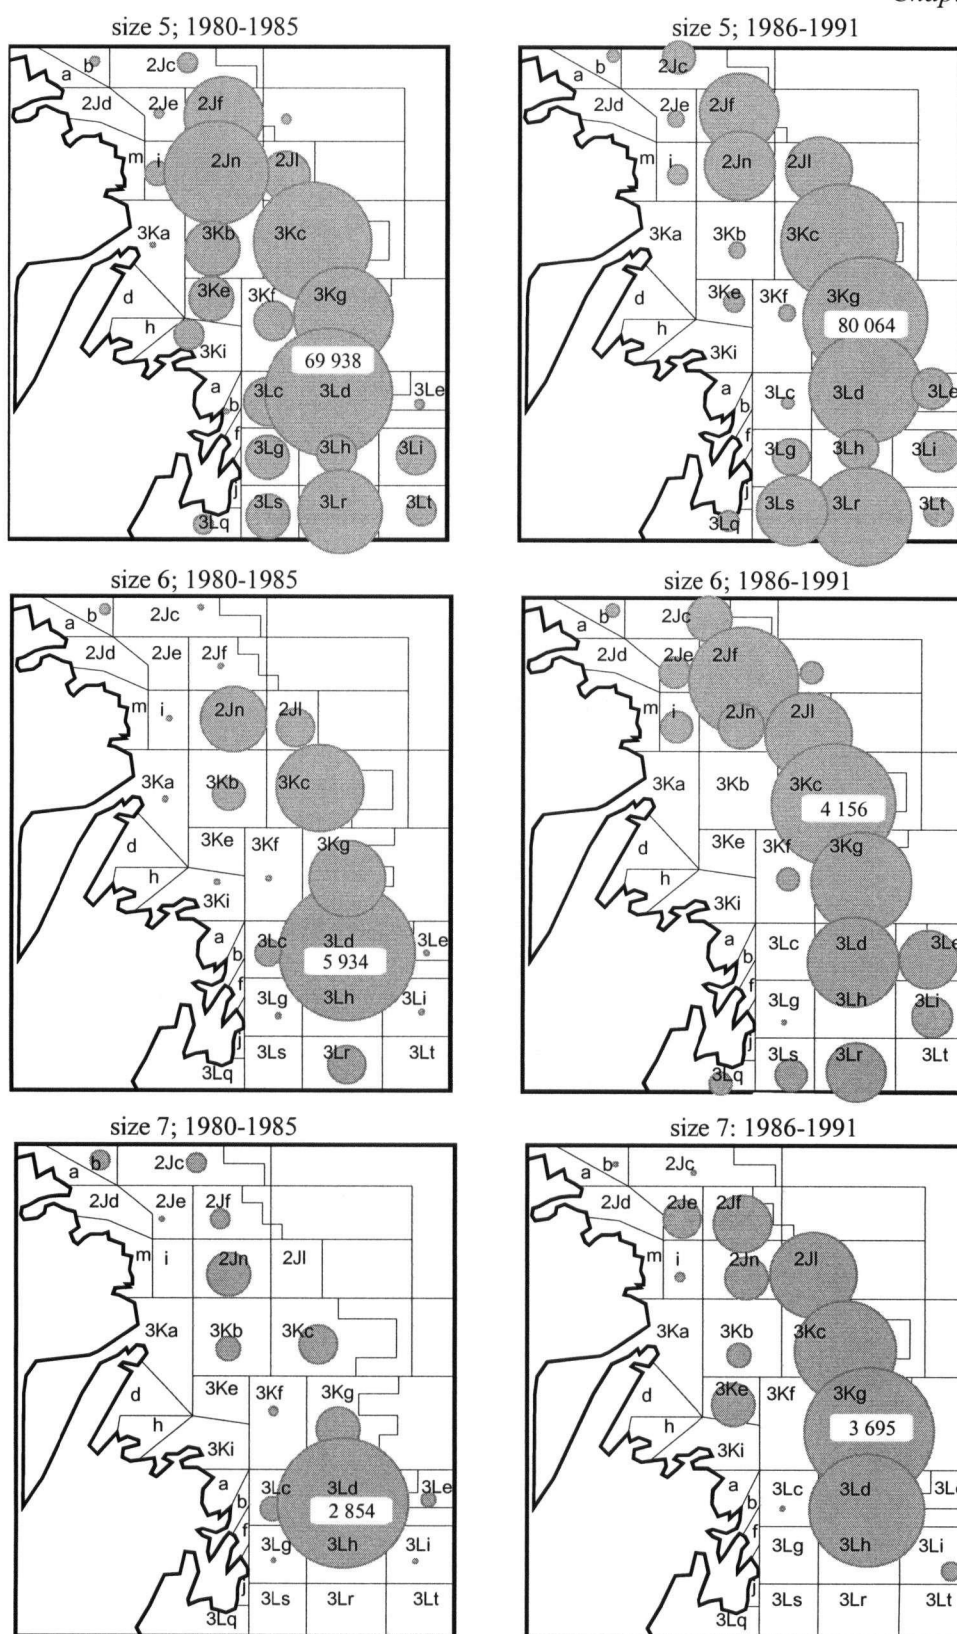 Chap
size 5; 1980-1985
a b 2Jc
2Jd 2Je 2Jf
m i 2Jn 2Jl
3Ka 3Kb 3Kc
d 3Ke 3Kf 3Kg
h 3Ki
69 938
a b 3Lc 3Ld 3Le
f 3Lg 3Lh 3Li
j 3Ls 3Lr 3Lt
3Lq
size 5; 1986-1991
a b 2Jc
2Jd 2Je 2Jf
m i 2Jn 2Jl
3Ka 3Kb 3Kc
d 3Ke 3Kf 3Kg
80 064
h 3Ki
a b 3Lc 3Ld 3Le
f 3Lg 3Lh 3Li
j 3Ls 3Lr 3Lt
3Lq
size 6; 1980-1985
a b 2Jc
2Jd 2Je 2Jf
m i 2Jn 2Jl
3Ka 3Kb 3Kc
d 3Ke 3Kf 3Kg
h 3Ki
a b 3Lc 3Ld 3Le
5 934
f 3Lg 3Lh 3Li
j 3Ls 3Lr 3Lt
3Lq
size 6; 1986-1991
a b 2Jc
2Jd 2Je 2Jf
m i 2Jn 2Jl
3Ka 3Kb 3Kc
4 156
d 3Ke 3Kf 3Kg
h 3Ki
a b 3Lc 3Ld 3Le
f 3Lg 3Lh 3Li
j 3Ls 3Lr 3Lt
3Lq
size 7; 1980-1985
a b 2Jc
2Jd 2Je 2Jf
m i 2Jn 2Jl
3Ka 3Kb 3Kc
d 3Ke 3Kf 3Kg
h 3Ki
a b 3Lc 3Ld 3Le
2 854
f 3Lg 3Lh 3Li
j 3Ls 3Lr 3Lt
3Lq
size 7: 1986-1991
a b 2Jc
2Jd 2Je 2Jf
m i 2Jn 2Jl
3Ka 3Kb 3Kc
d 3Ke 3Kf 3Kg
3 695
h 3Ki
a b 3Lc 3Ld
f 3Lg 3Lh 3Li
j 3Ls 3Lr 3Lt
3Lq